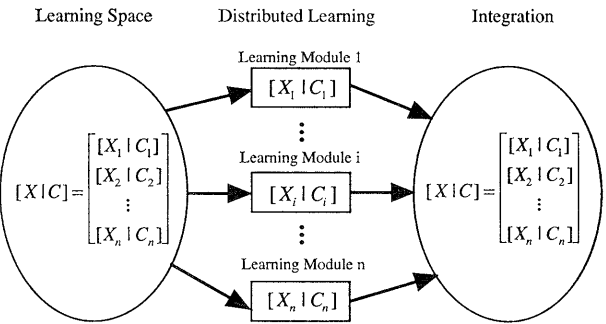 Learning Space Distributed Learning Integration
Learning Module 1
[X₁ | C₁]
⋮
Learning Module i
[Xᵢ | Cᵢ]
⋮
Learning Module n
[Xₙ | Cₙ]
[X | C] =
[X₁ | C₁]
[X₂ | C₂]
⋮
[Xₙ | Cₙ]
[X | C] =
[X₁ | C₁]
[X₂ | C₂]
⋮
[Xₙ | Cₙ]